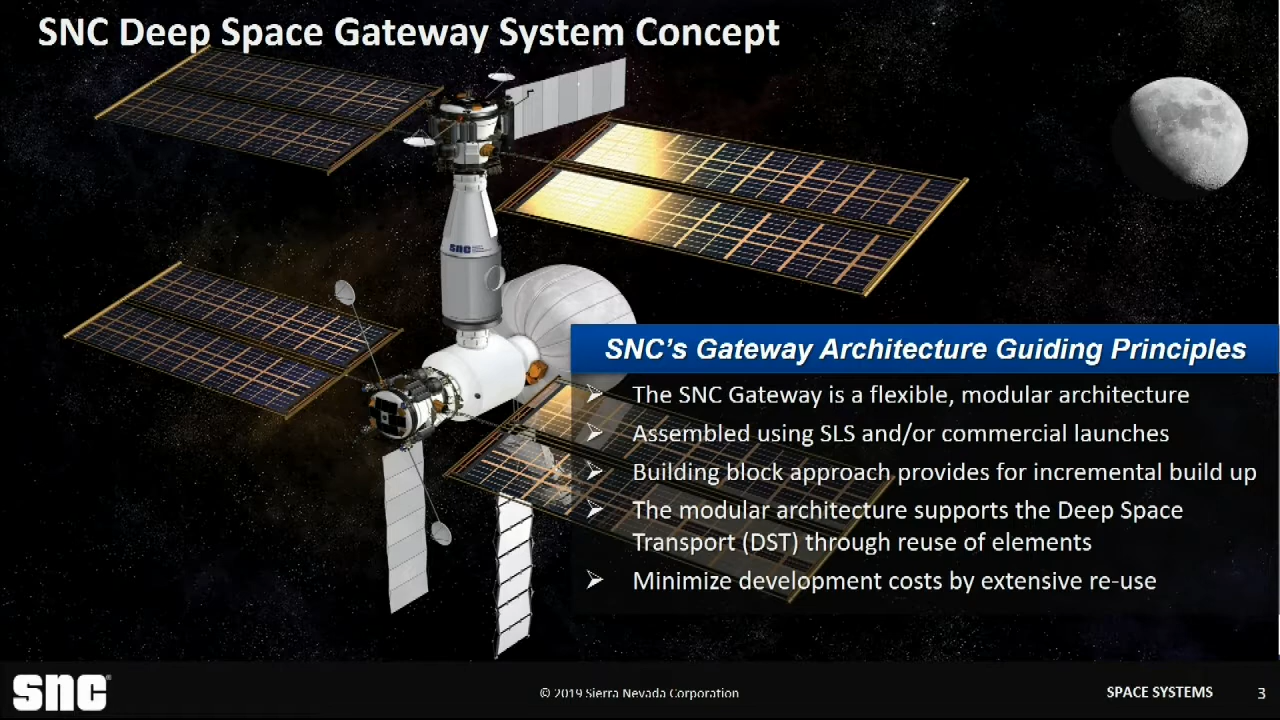 SNC Deep Space Gateway System Concept
snc
SNC's Gateway Architecture Guiding Principles
The SNC Gateway is a flexible, modular architecture
Assembled using SLS and/or commercial launches
Building block approach provides for incremental build up
The modular architecture supports the Deep Space
Transport (DST) through reuse of elements
Minimize development costs by extensive re-use
snc
© 2019 Sierra Nevada Corporation
SPACE SYSTEMS
3